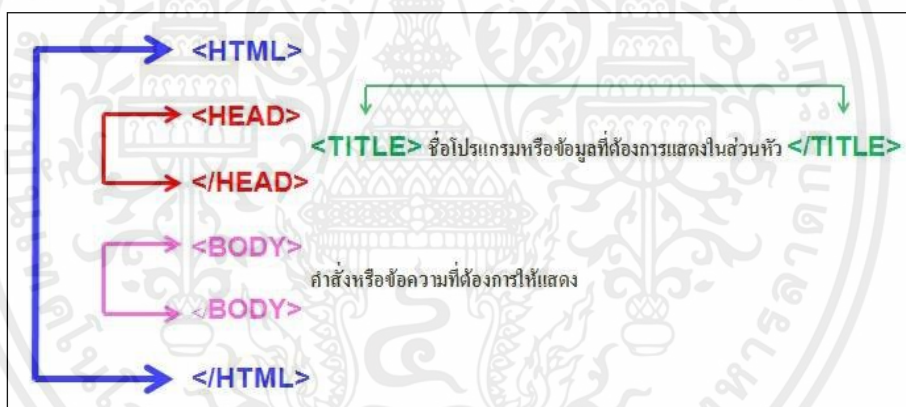 <HTML>
<HEAD>
<TITLE> ชื่อโปรแกรมหรือข้อมูลที่ต้องการแสดงในส่วนหัว </TITLE>
</HEAD>
<BODY>
คำสั่งหรือข้อความที่ต้องการให้แสดง
</BODY>
</HTML>